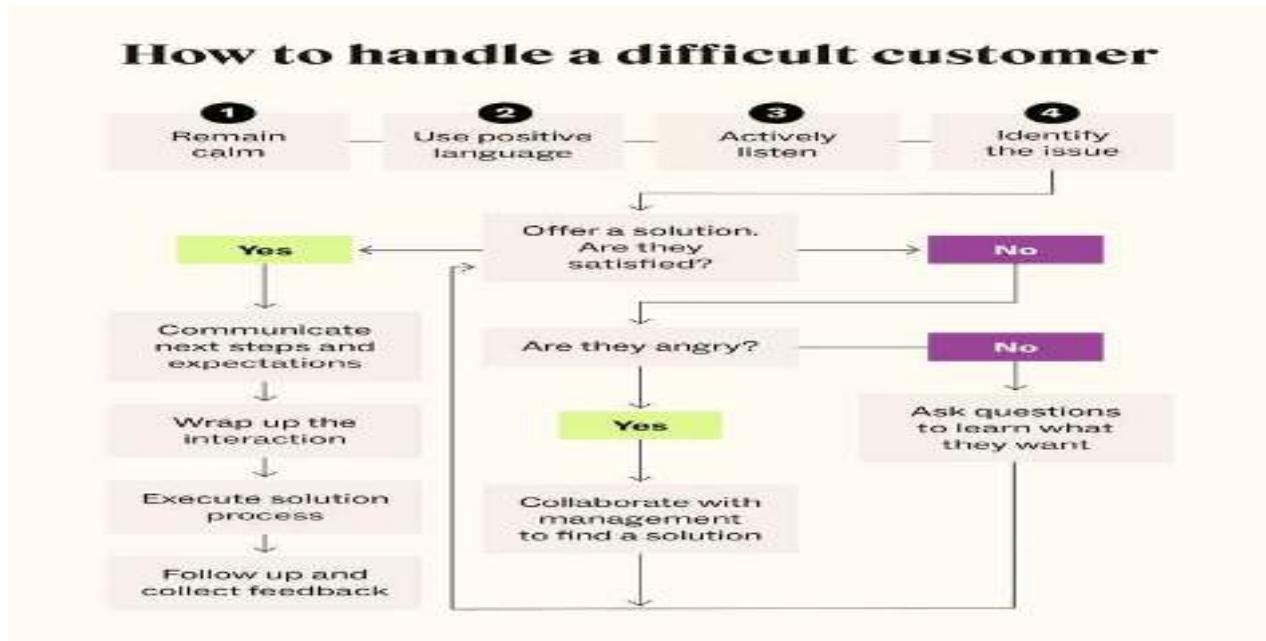 How to handle a difficult customer
1
Remain
calm
2
Use positive
language
3
Actively
listen
4
Identify
the issue
Offer a solution.
Are they
satisfied?
Yes
No
Communicate
next steps and
expectations
Are they angry?
No
Wrap up the
interaction
Yes
Ask questions
to learn what
they want
Execute solution
process
Collaborate with
management
to find a solution
Follow up and
collect feedback